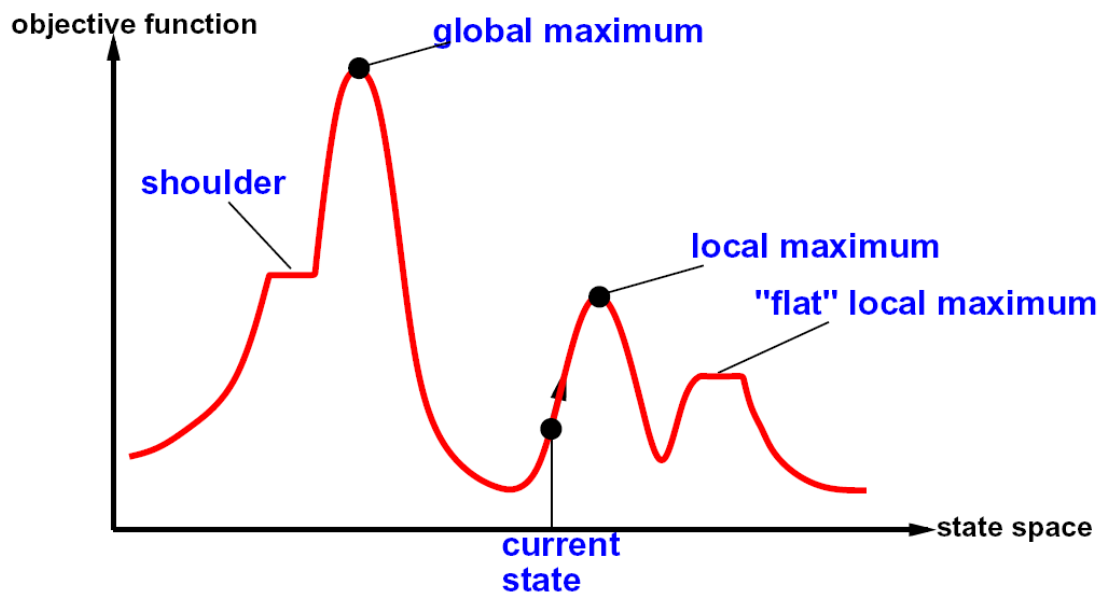 objective function
global maximum
shoulder
local maximum
"flat" local maximum
state space
current
state